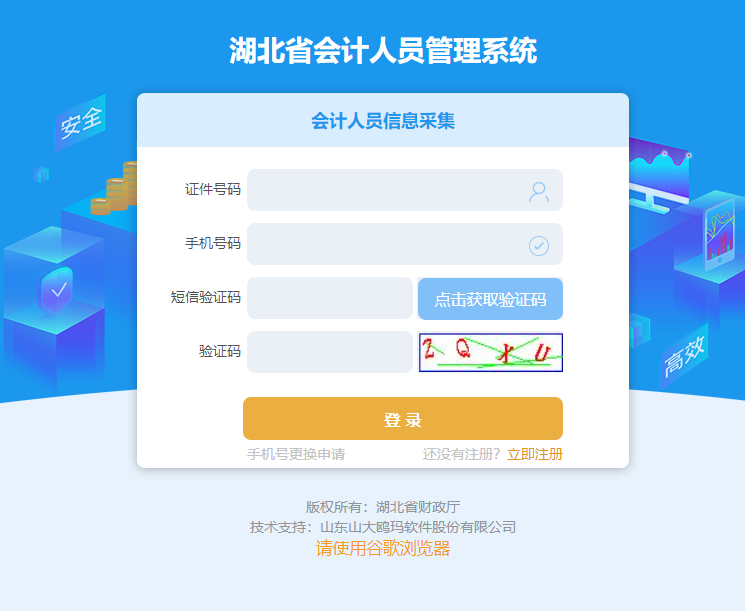 湖北省会计人员管理系统
安全
会计人员信息采集
证件号码
手机号码
短信验证码 点击获取验证码
验证码
登 录
手机号更换申请 还没有注册? 立即注册
高效
版权所有：湖北省财政厅
技术支持：山东山大鸥玛软件股份有限公司
请使用谷歌浏览器